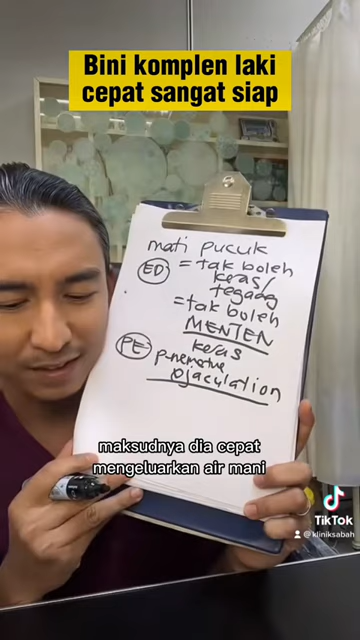 Bini komplen laki
cepat sangat siap
mati pucuk
ED = tak boleh
keras/
tegang
= tak boleh
MENTEN
keras
PE premature
ejaculation
maksudnya dia cepat
mengeluarkan air mani
TikTok
@kliniksabah